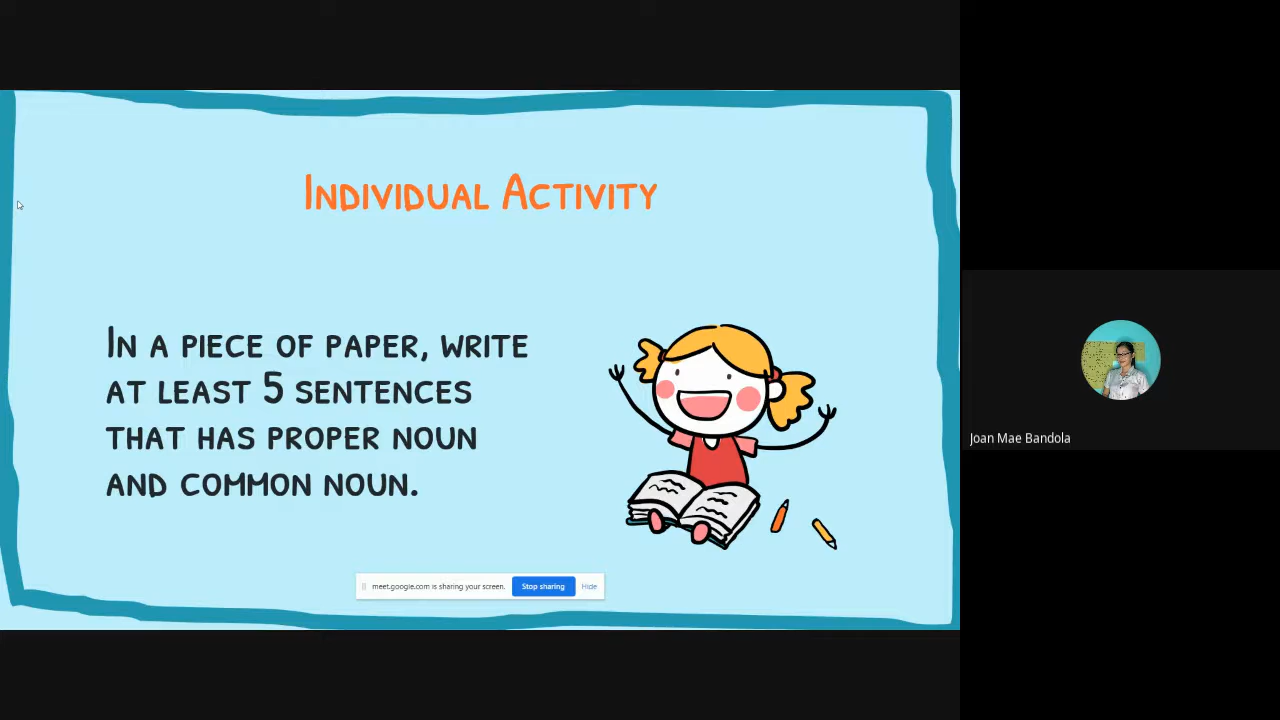 Individual Activity
In a piece of paper, write
at least 5 sentences
that has proper noun
and common noun.
meet.google.com is sharing your screen. Stop sharing Hide
Joan Mae Bandola